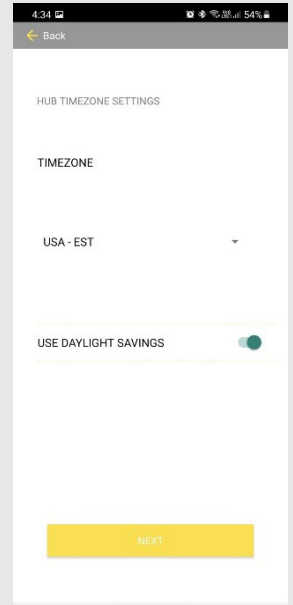 4:34 54%
Back
HUB TIMEZONE SETTINGS
TIMEZONE
USA - EST
USE DAYLIGHT SAVINGS
NEXT